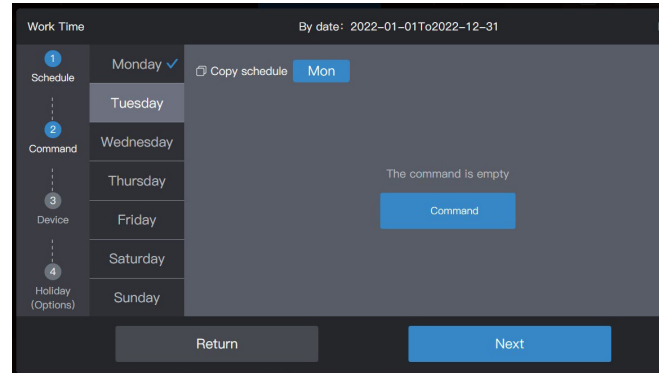 Work Time
By date: 2022-01-01To2022-12-31
1
Schedule
2
Command
3
Device
4
Holiday
(Options)
Monday
Tuesday
Wednesday
Thursday
Friday
Saturday
Sunday
Copy schedule Mon
The command is empty
Command
Return
Next